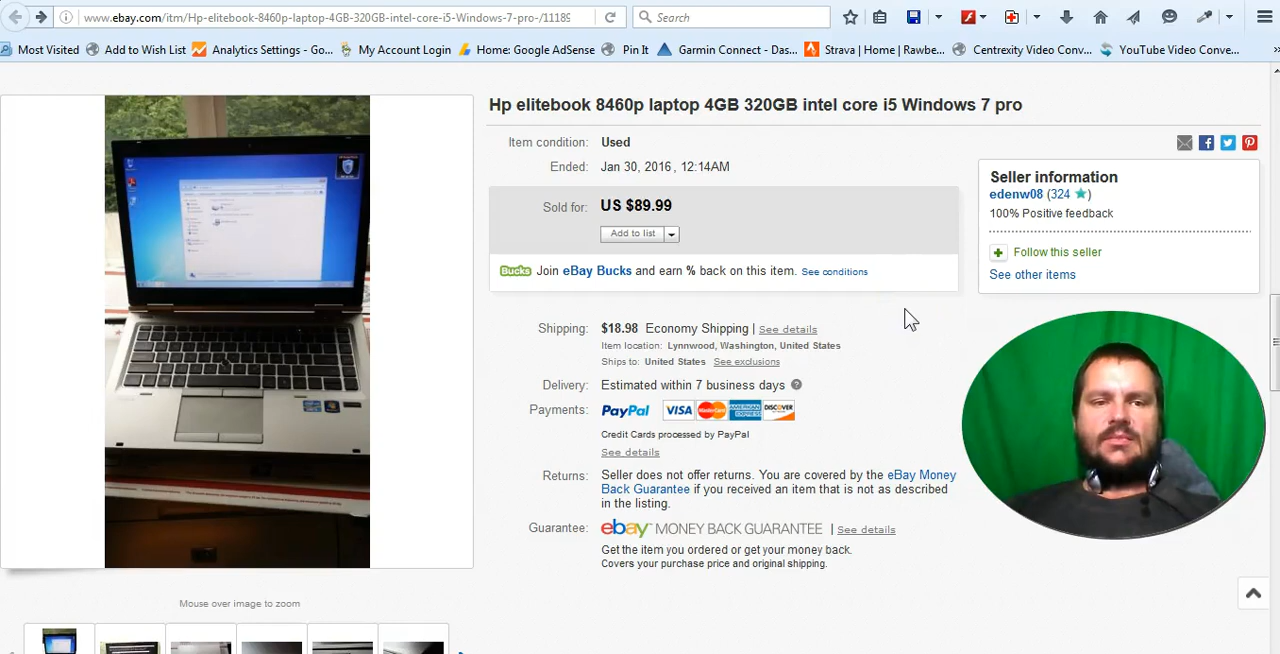 www.ebay.com/itm/Hp-elitebook-8460p-laptop-4GB-320GB-intel-core-i5-Windows-7-pro-/11189
Search
Most Visited
Add to Wish List
Analytics Settings - Go...
My Account Login
Home: Google AdSense
Pin It
Garmin Connect - Das...
Strava | Home | Rawbe...
Centrexity Video Conv...
YouTube Video Conve...
Hp elitebook 8460p laptop 4GB 320GB intel core i5 Windows 7 pro
Item condition: Used
Ended: Jan 30, 2016 , 12:14AM
Sold for: US $89.99
Add to list
Bucks Join eBay Bucks and earn % back on this item. See conditions
Shipping: $18.98 Economy Shipping | See details
Item location: Lynnwood, Washington, United States
Ships to: United States See exclusions
Delivery: Estimated within 7 business days
Payments: PayPal VISA MasterCard AMERICAN EXPRESS DISCOVER
Credit Cards processed by PayPal
See details
Returns: Seller does not offer returns. You are covered by the eBay Money
Back Guarantee if you received an item that is not as described
in the listing.
Guarantee: ebay MONEY BACK GUARANTEE | See details
Get the item you ordered or get your money back.
Covers your purchase price and original shipping.
Seller information
edenw08 (324 )
100% Positive feedback
Follow this seller
See other items
Mouse over image to zoom